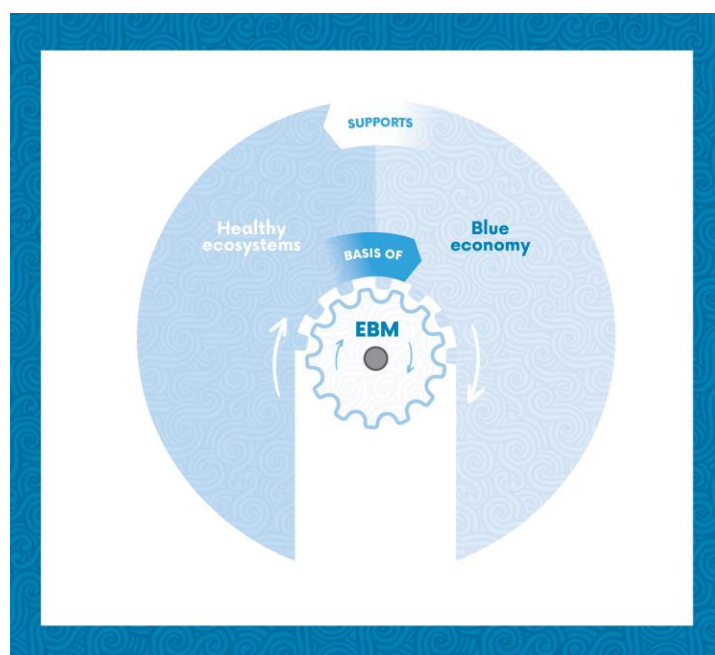 SUPPORTS
Healthy
ecosystems
Blue
economy
BASIS OF
EBM